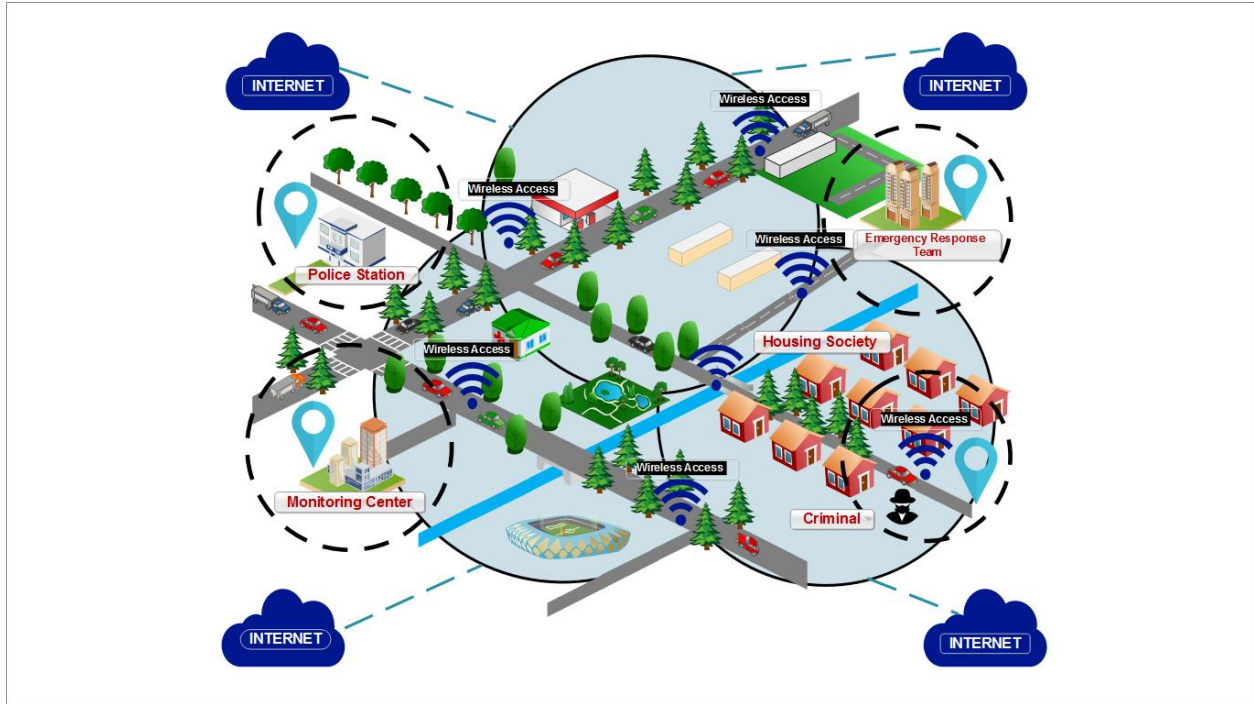 INTERNET
INTERNET
Wireless Access
Wireless Access
Wireless Access
Emergency Response
Team
Police Station
Housing Society
Wireless Access
Wireless Access
Wireless Access
Monitoring Center
Criminal
INTERNET
INTERNET